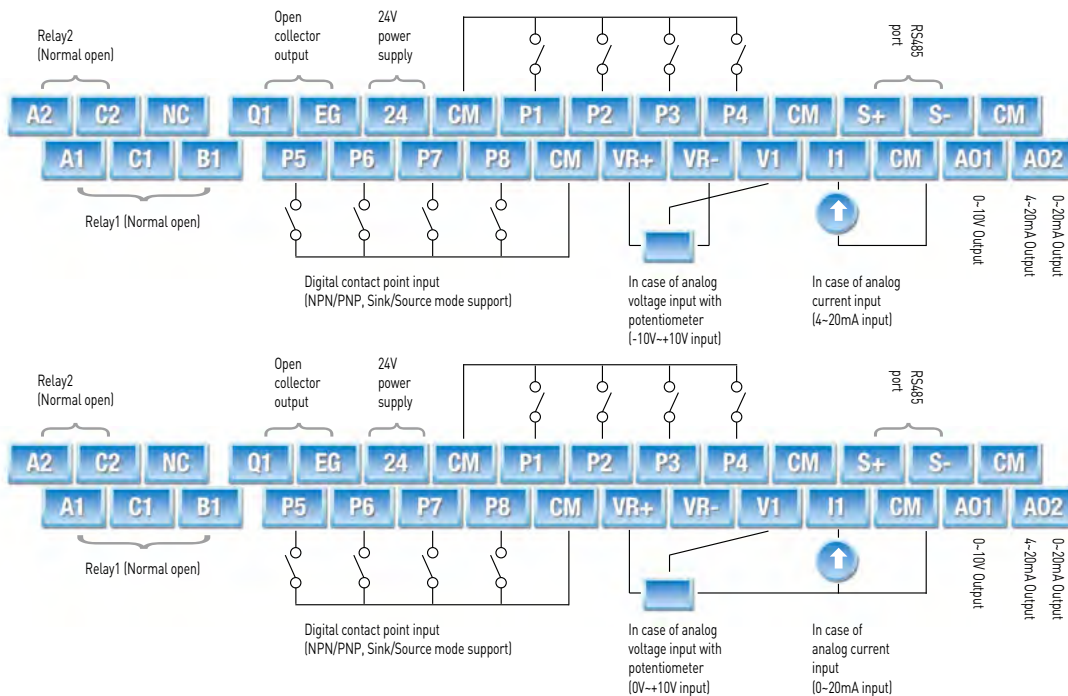 Relay2
(Normal open)
Open
collector
output
24V
power
supply
RS485
port
A2 C2 NC Q1 EG 24 CM P1 P2 P3 P4 CM S+ S- CM
A1 C1 B1 P5 P6 P7 P8 CM VR+ VR- V1 I1 CM AO1 AO2
Relay1 (Normal open)
Digital contact point input
(NPN/PNP, Sink/Source mode support)
In case of analog
voltage input with
potentiometer
(-10V~+10V input)
In case of analog
current input
(4~20mA input)
0~10V Output
4~20mA Output
0~20mA Output
Relay2
(Normal open)
Open
collector
output
24V
power
supply
RS485
port
A2 C2 NC Q1 EG 24 CM P1 P2 P3 P4 CM S+ S- CM
A1 C1 B1 P5 P6 P7 P8 CM VR+ VR- V1 I1 CM AO1 AO2
Relay1 (Normal open)
Digital contact point input
(NPN/PNP, Sink/Source mode support)
In case of analog
voltage input with
potentiometer
(0V~+10V input)
In case of
analog current
input
(0~20mA input)
0~10V Output
4~20mA Output
0~20mA Output